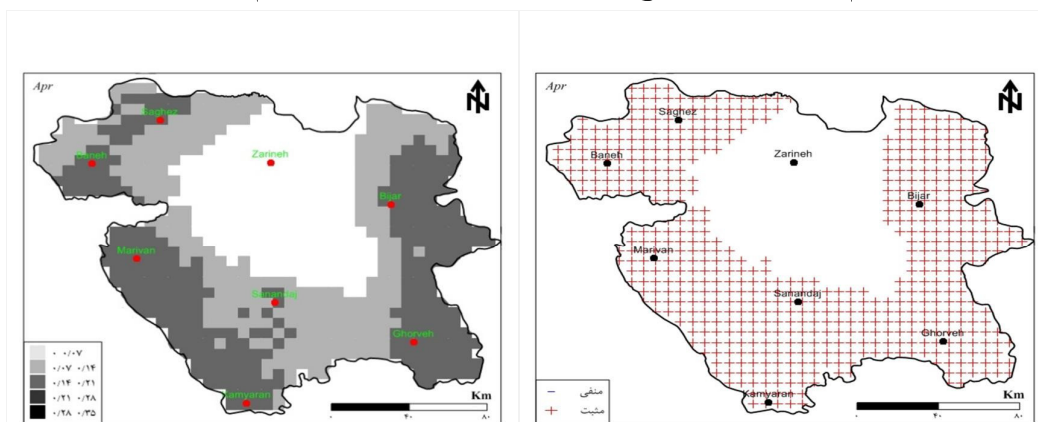 Apr
N
Saghez
Baneh
Zarineh
Bijar
Marivan
Sanandaj
Ghorveh
Kamyaran
۰ ۰/۰۷
۰/۰۷ ۰/۱۴
۰/۱۴ ۰/۲۱
۰/۲۱ ۰/۲۸
۰/۲۸ ۰/۳۵
Km
۰ ۴۰ ۸۰
Apr
N
Saghez
Baneh
Zarineh
Bijar
Marivan
Sanandaj
Ghorveh
Kamyaran
منفی
مثبت
Km
۰ ۴۰ ۸۰